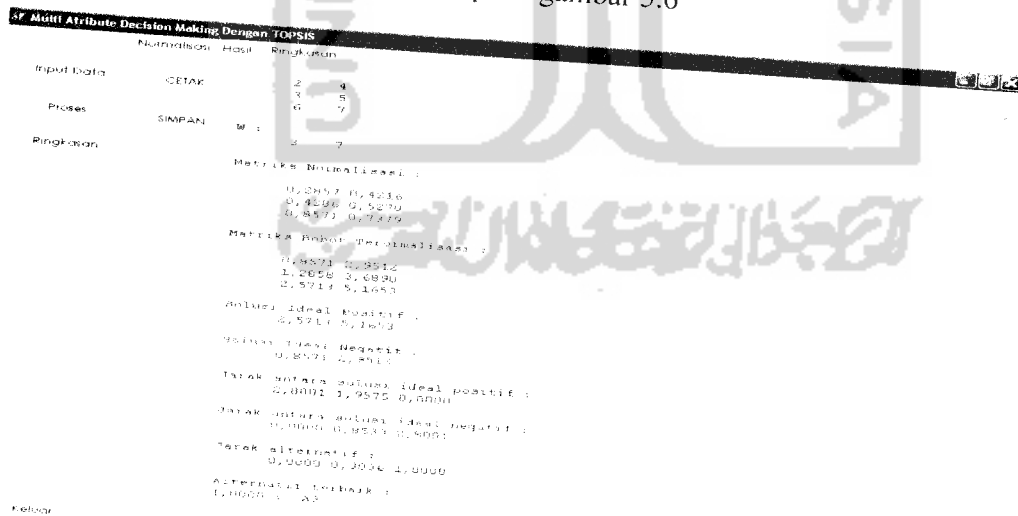 gambar 5.6
Multi Atribute Decision Making Dengan TOPSIS
Normalisasi Hasil Ringkasan
Input Data CETAK 2 4
3 5
6 7
Proses SIMPAN W :
Ringkasan 3 7
Matriks Normalisasi :
0,2857 0,4216
0,4286 0,5270
0,8571 0,7379
Matriks Bobot Ternormalisasi :
0,8571 2,9512
1,2858 3,6890
2,5713 5,1653
Solusi Ideal Positif :
2,5713 5,1653
Solusi Ideal Negatif :
0,8571 2,9512
Jarak antara solusi ideal positif :
2,8001 1,9575 0,0000
Jarak antara solusi ideal negatif :
0,0000 0,8533 2,8001
Jarak alternatif :
0,0000 0,3036 1,0000
Alternatif terbaik :
1,0000 : A3
Keluar